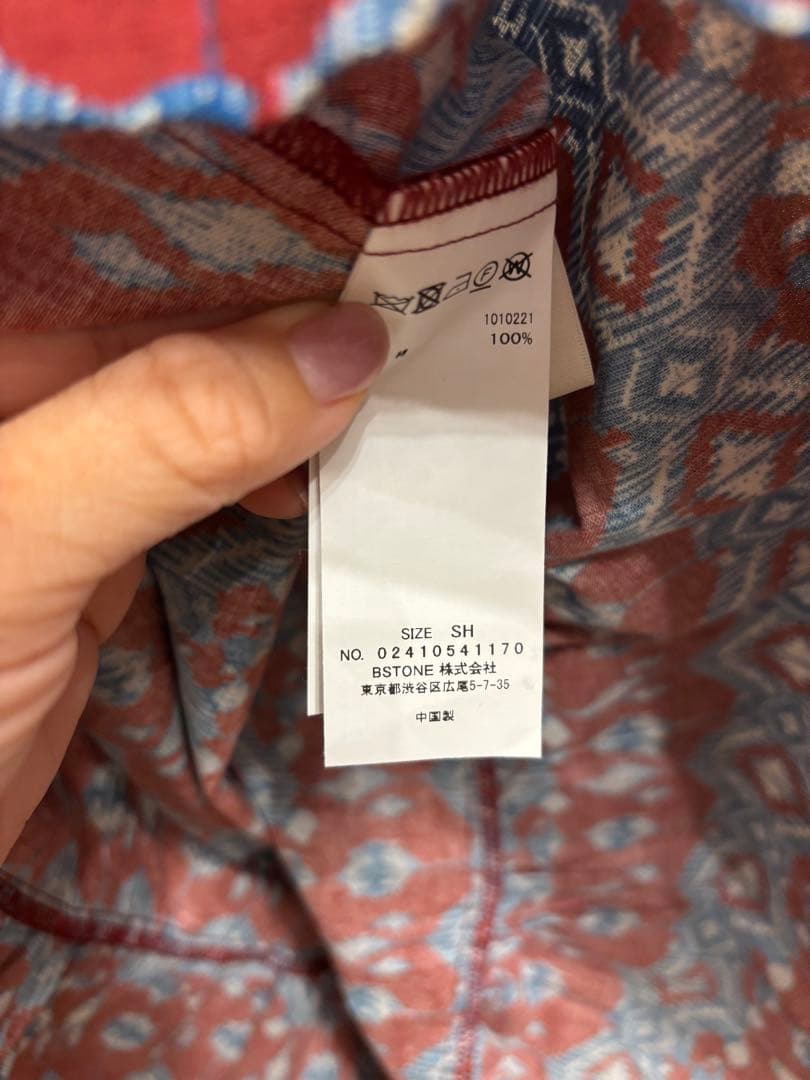 1010221
100%
SIZE SH
NO. 02410541170
BSTONE 株式会社
東京都渋谷区広尾5-7-35
中国製